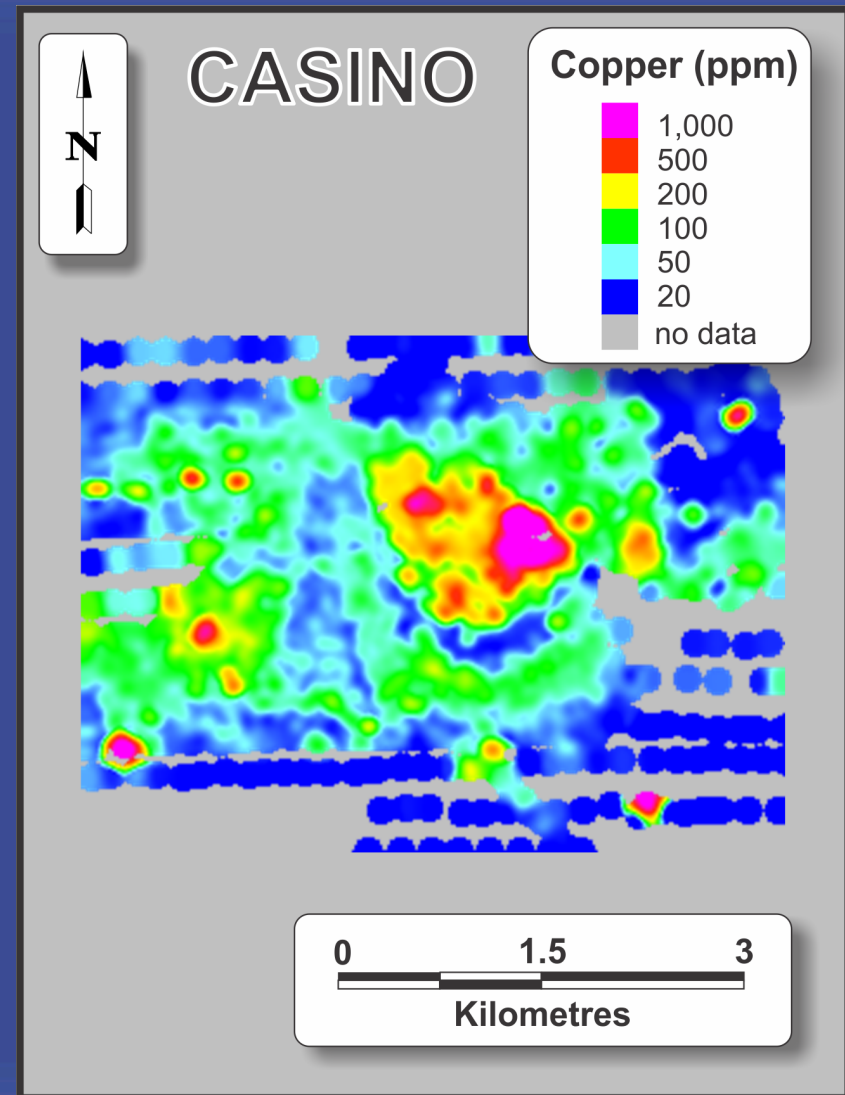 N
CASINO
Copper (ppm)
1,000
500
200
100
50
20
no data
0 1.5 3
Kilometres